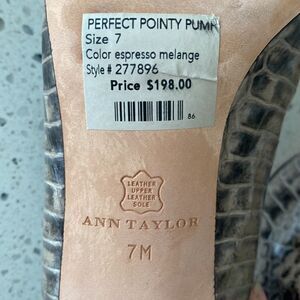 PERFECT POINTY PUMP
Size 7
Color espresso melange
Style # 277896
Price $198.00
86
LEATHER
UPPER
LEATHER
SOLE
ANN TAYLOR
7M